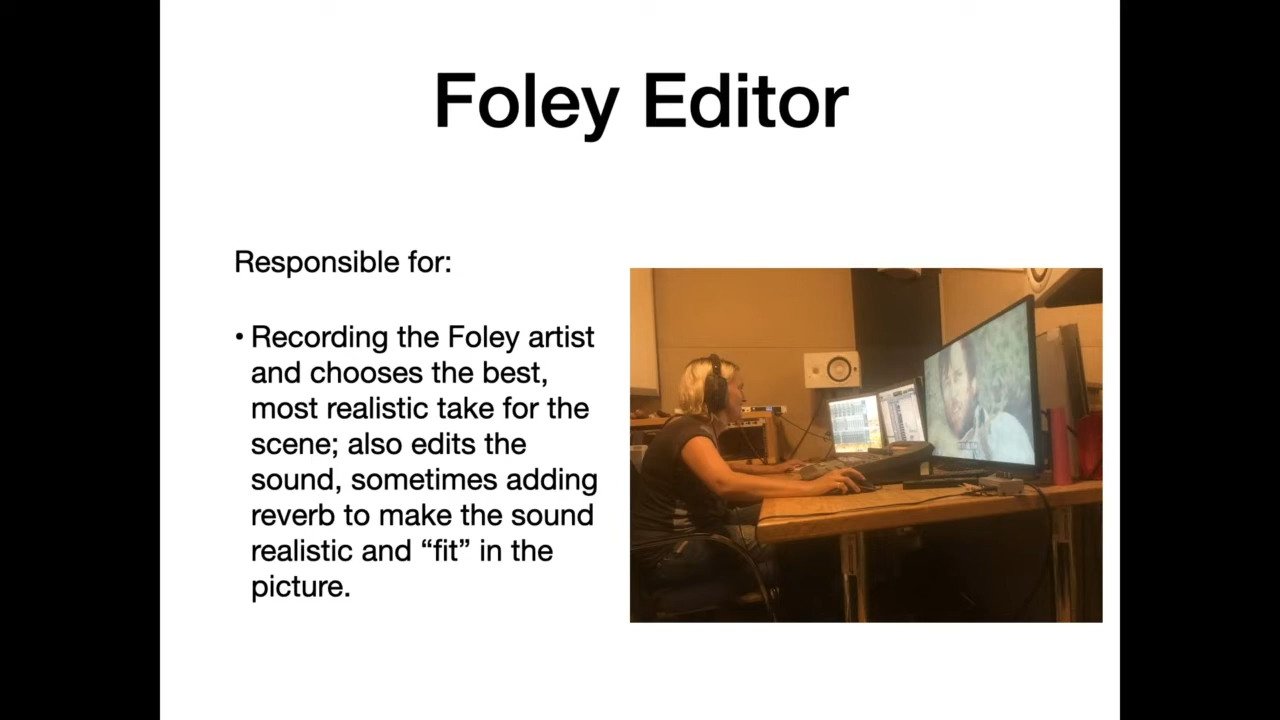 Foley Editor
Responsible for:
• Recording the Foley artist
and chooses the best,
most realistic take for the
scene; also edits the
sound, sometimes adding
reverb to make the sound
realistic and “fit” in the
picture.